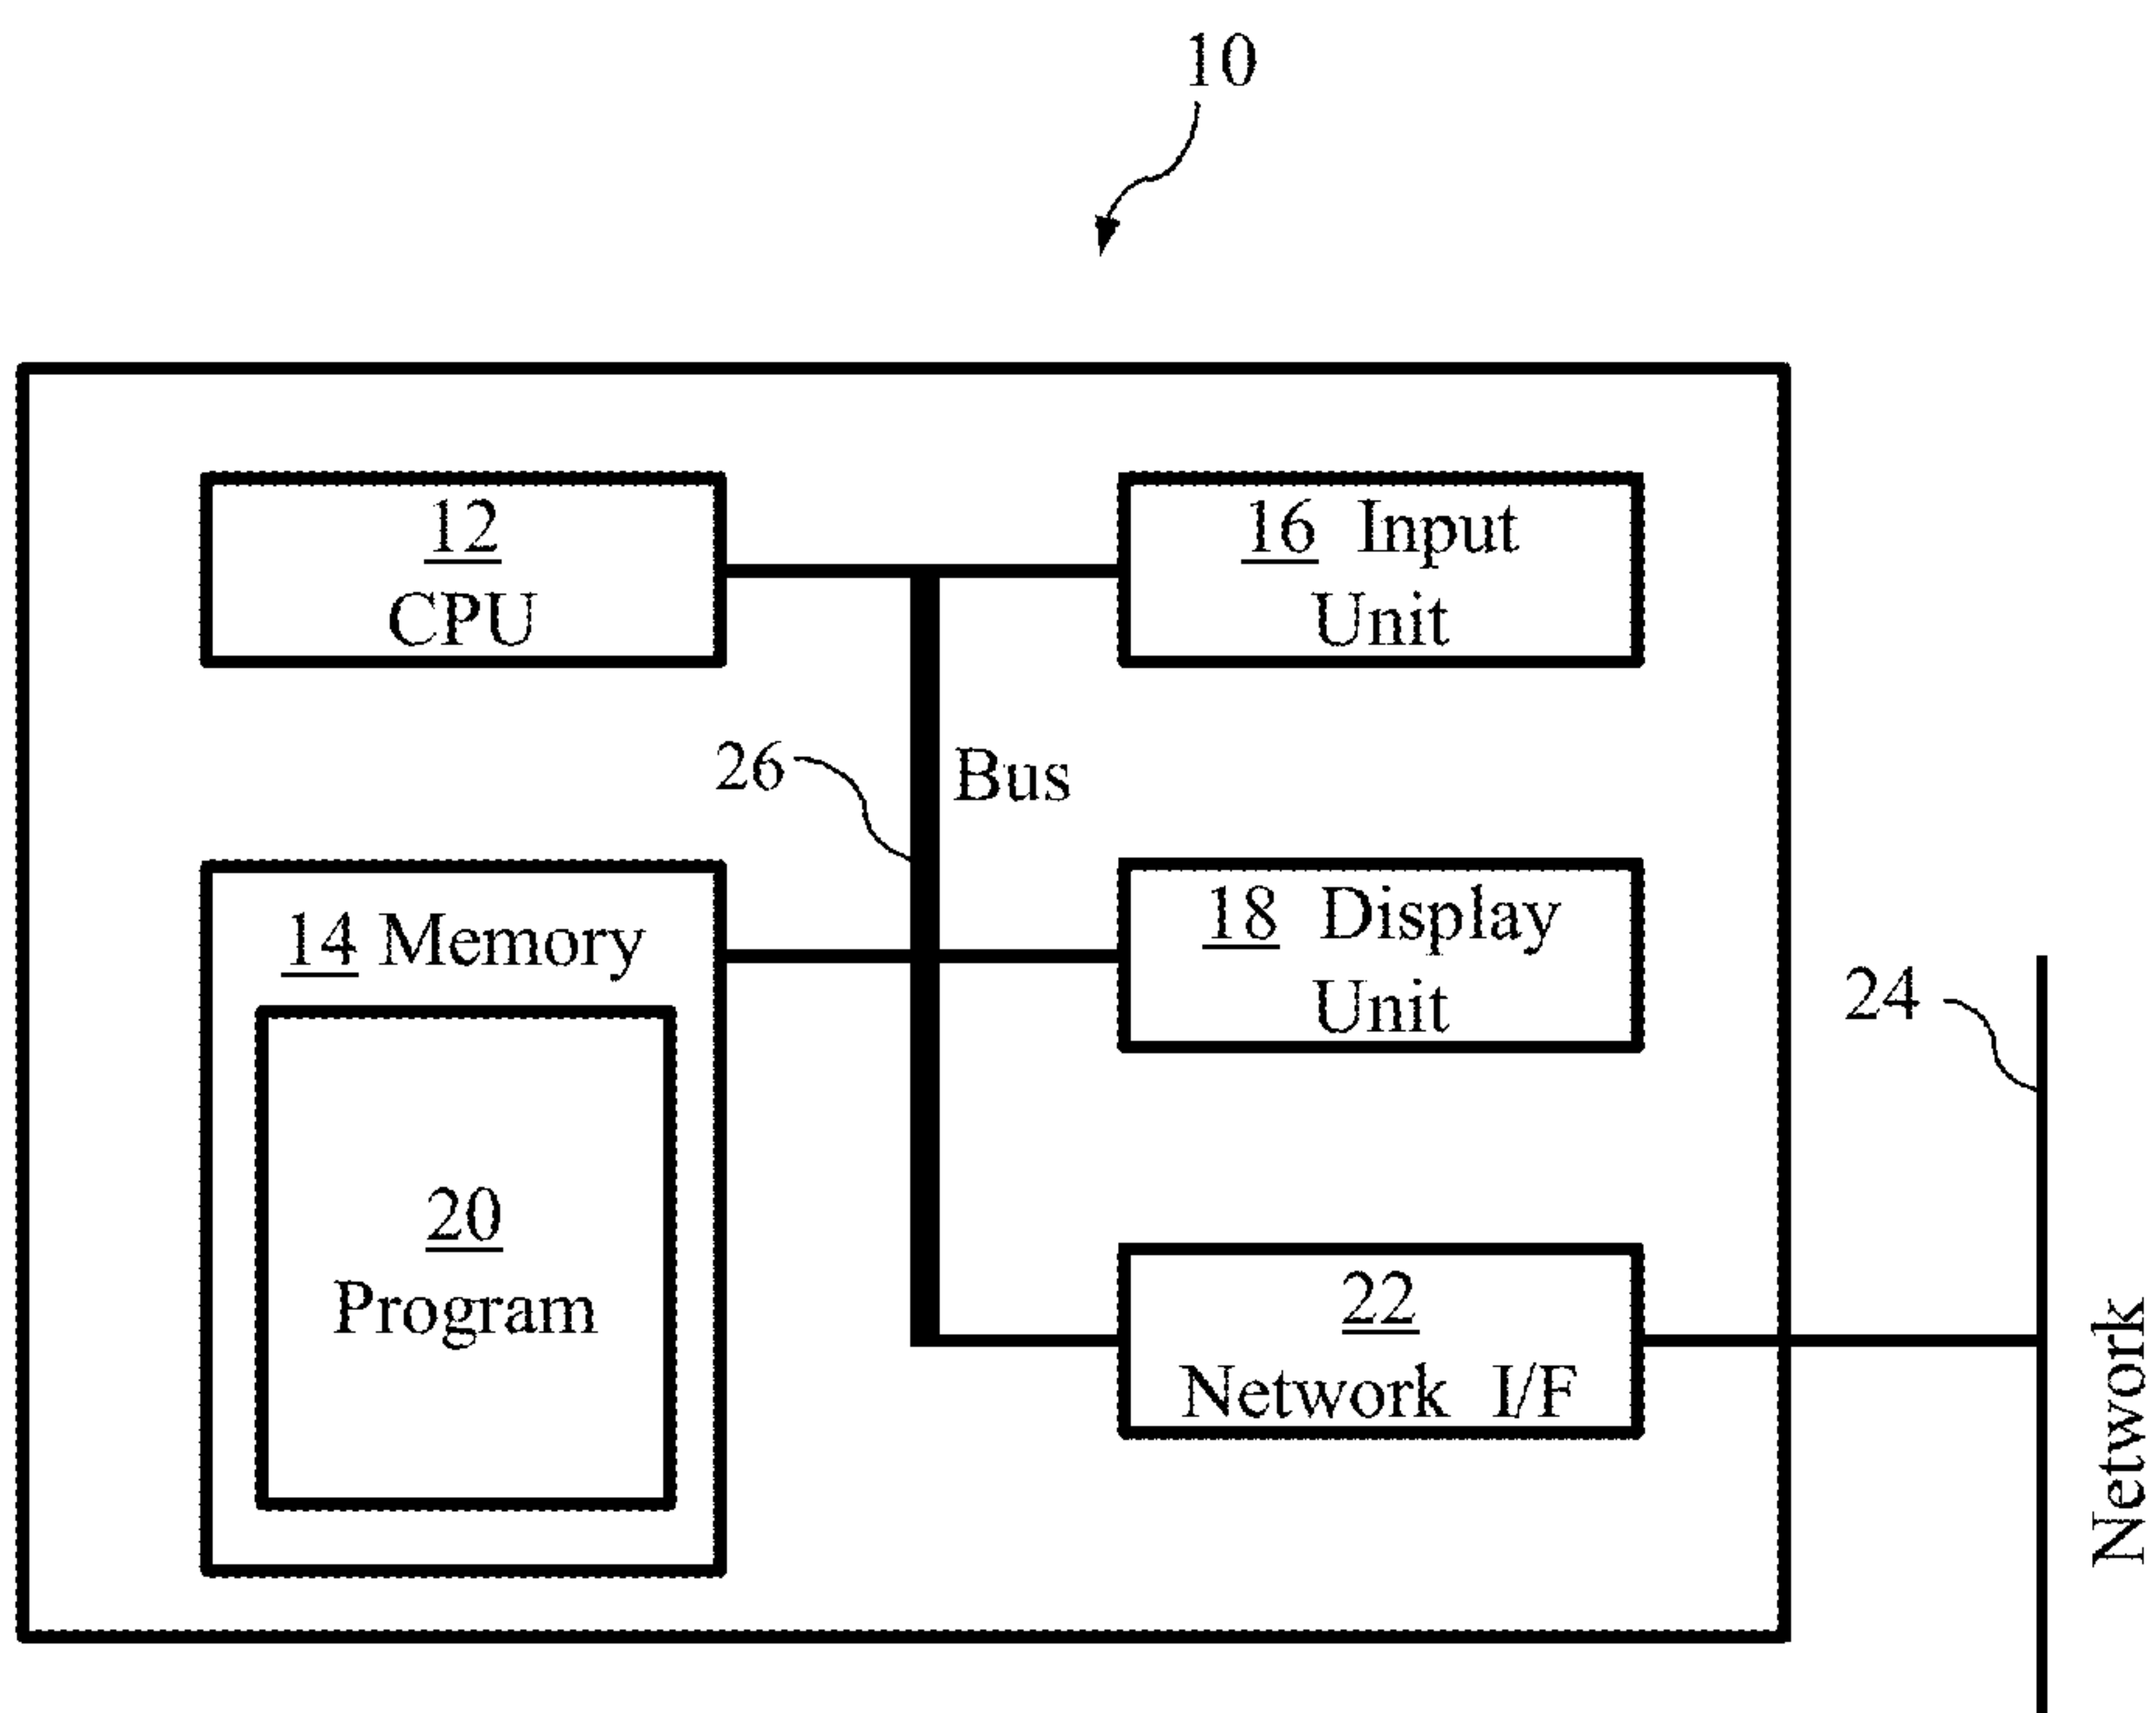 10
12
CPU
16 Input
Unit
26
Bus
14 Memory
18 Display
Unit
24
20
Program
22
Network I/F
Network